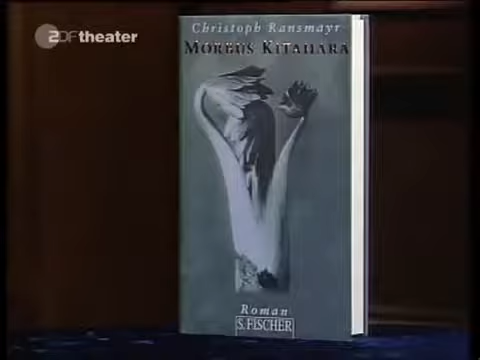 ZDFtheater
Christoph Ransmayr
MORBUS KITAHARA
Roman
S. FISCHER